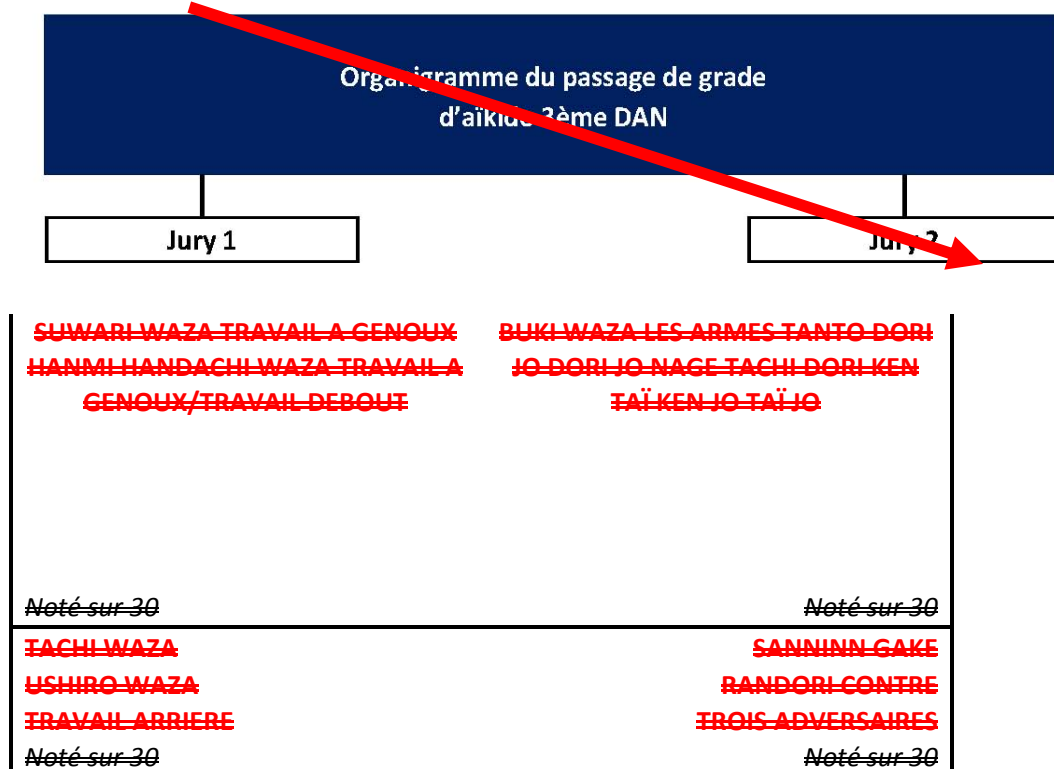 Organigramme du passage de grade
d'aïkido 3ème DAN
Jury 1
Jury 2
SUWARI WAZA TRAVAIL A GENOUX
HANMI HANDACHI WAZA TRAVAIL A
GENOUX/TRAVAIL DEBOUT
BUKI WAZA LES ARMES TANTO DORI
JO DORI JO NAGE TACHI DORI KEN
TAÏ KEN JO TAÏ JO
Noté sur 30
Noté sur 30
TACHI WAZA
USHIRO WAZA
TRAVAIL ARRIERE
Noté sur 30
SANNINN GAKE
RANDORI CONTRE
TROIS ADVERSAIRES
Noté sur 30